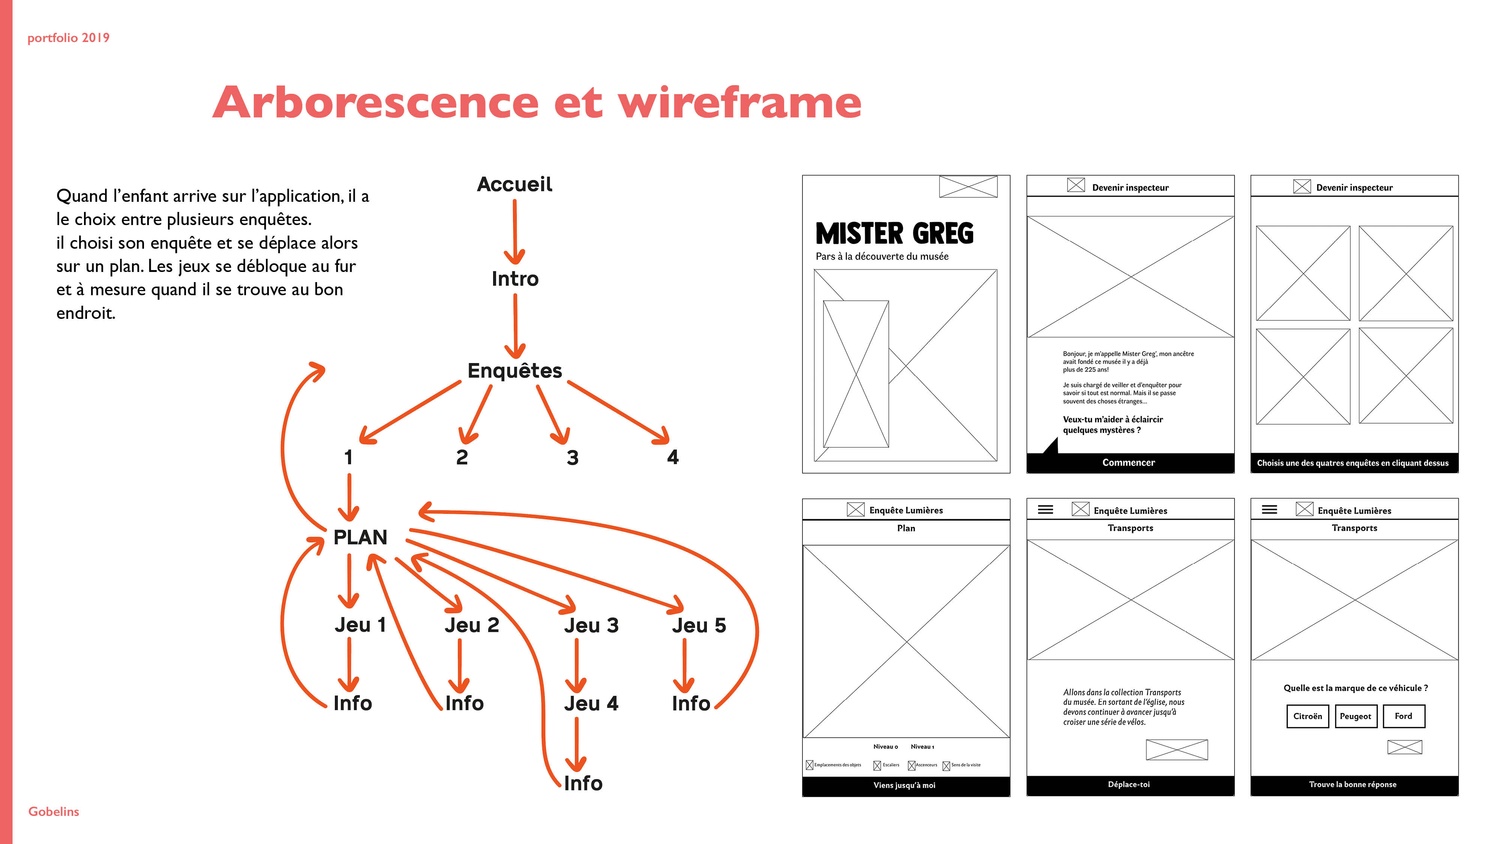 portfolio 2019
Arborescence et wireframe
Quand l'enfant arrive sur l'application, il a
le choix entre plusieurs enquêtes.
il choisi son enquête et se déplace alors
sur un plan. Les jeux se débloque au fur
et à mesure quand il se trouve au bon
endroit.
Accueil
Intro
Enquêtes
1
2
3
4
PLAN
Jeu 1
Jeu 2
Jeu 3
Jeu 5
Info
Info
Jeu 4
Info
Info
MISTER GREG
Pars à la découverte du musée
Devenir inspecteur
Bonjour, je m'appelle Mister Greg', mon ancêtre
avait fondé ce musée il y a déjà
plus de 225 ans!
Je suis chargé de veiller et d'enquêter pour
savoir si tout est normal. Mais il se passe
souvent des choses étranges...
Veux-tu m'aider à éclaircir
quelques mystères ?
Commencer
Devenir inspecteur
Choisis une des quatres enquêtes en cliquant dessus
Enquête Lumières
Plan
Niveau 0 Niveau 1
Emplacements des objets Escaliers Ascenceurs Sens de la visite
Viens jusqu'à moi
Enquête Lumières
Transports
Allons dans la collection Transports
du musée. En sortant de l'église, nous
devons continuer à avancer jusqu'à
croiser une série de vélos.
Déplace-toi
Enquête Lumières
Transports
Quelle est la marque de ce véhicule ?
Citroën Peugeot Ford
Trouve la bonne réponse
Gobelins